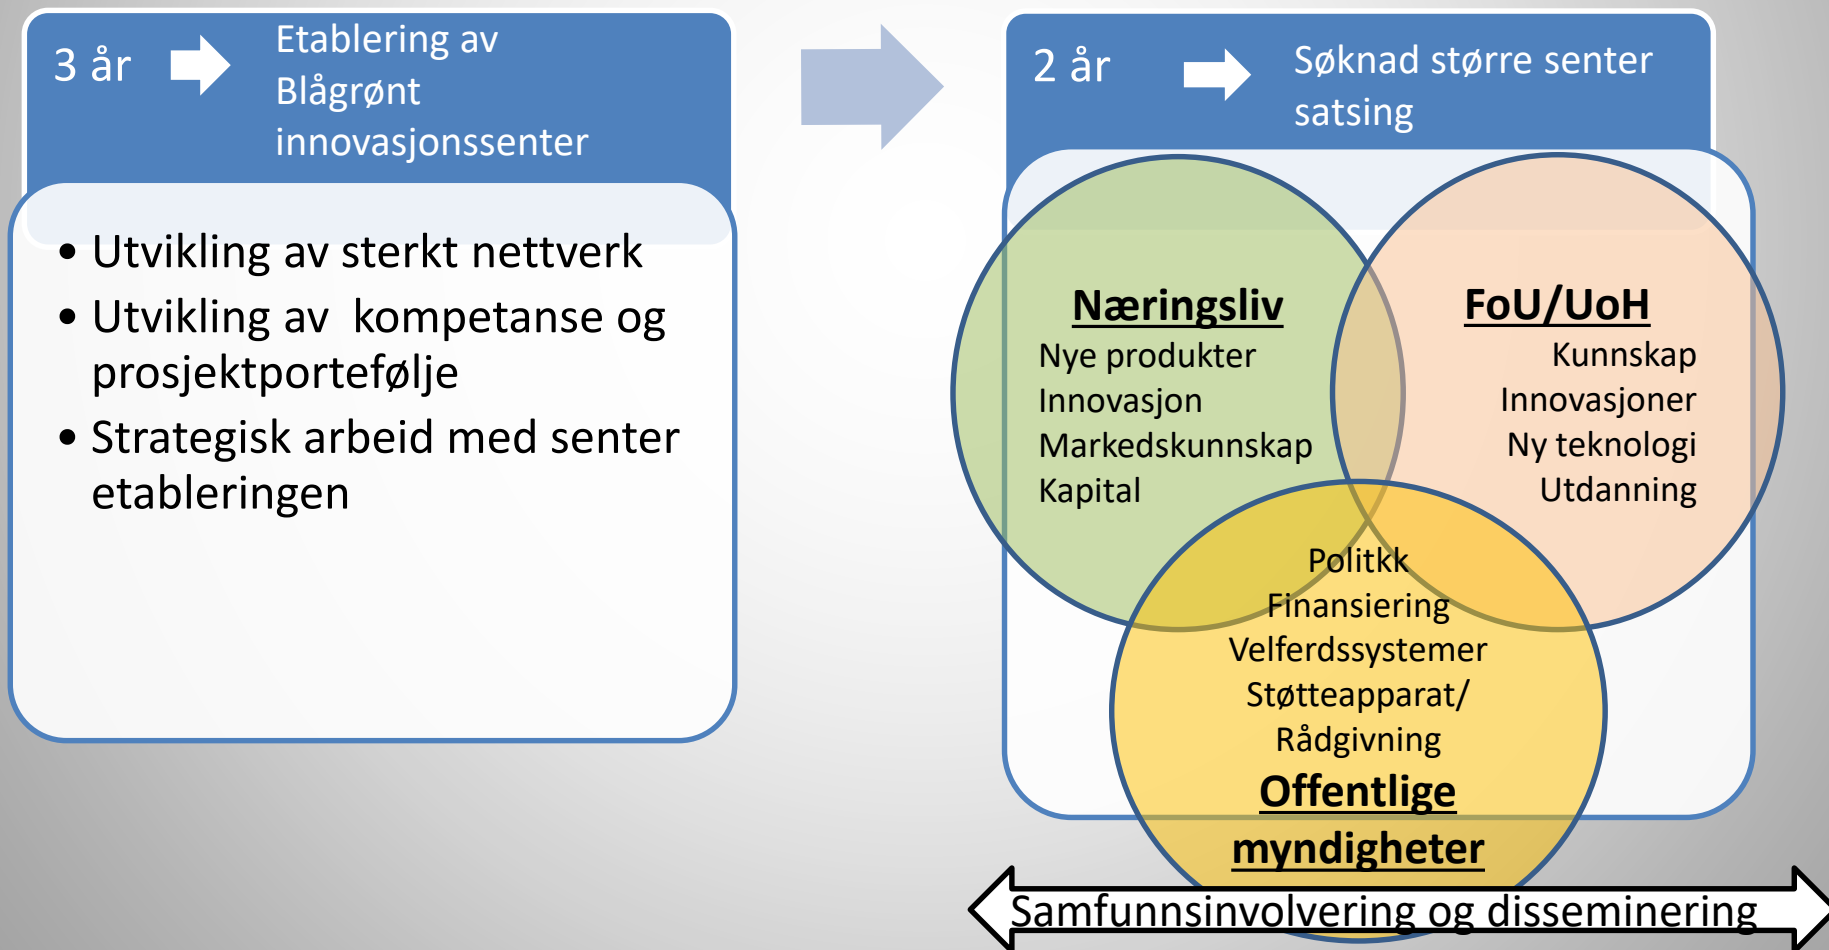 3 år
Etablering av
Blågrønt
innovasjonssenter
• Utvikling av sterkt nettverk
• Utvikling av kompetanse og
prosjektportefølje
• Strategisk arbeid med senter
etableringen
2 år
Søknad større senter
satsing
Næringsliv
Nye produkter
Innovasjon
Markedskunnskap
Kapital
FoU/UoH
Kunnskap
Innovasjoner
Ny teknologi
Utdanning
Politkk
Finansiering
Velferdssystemer
Støtteapparat/
Rådgivning
Offentlige
myndigheter
Samfunnsinvolvering og disseminering